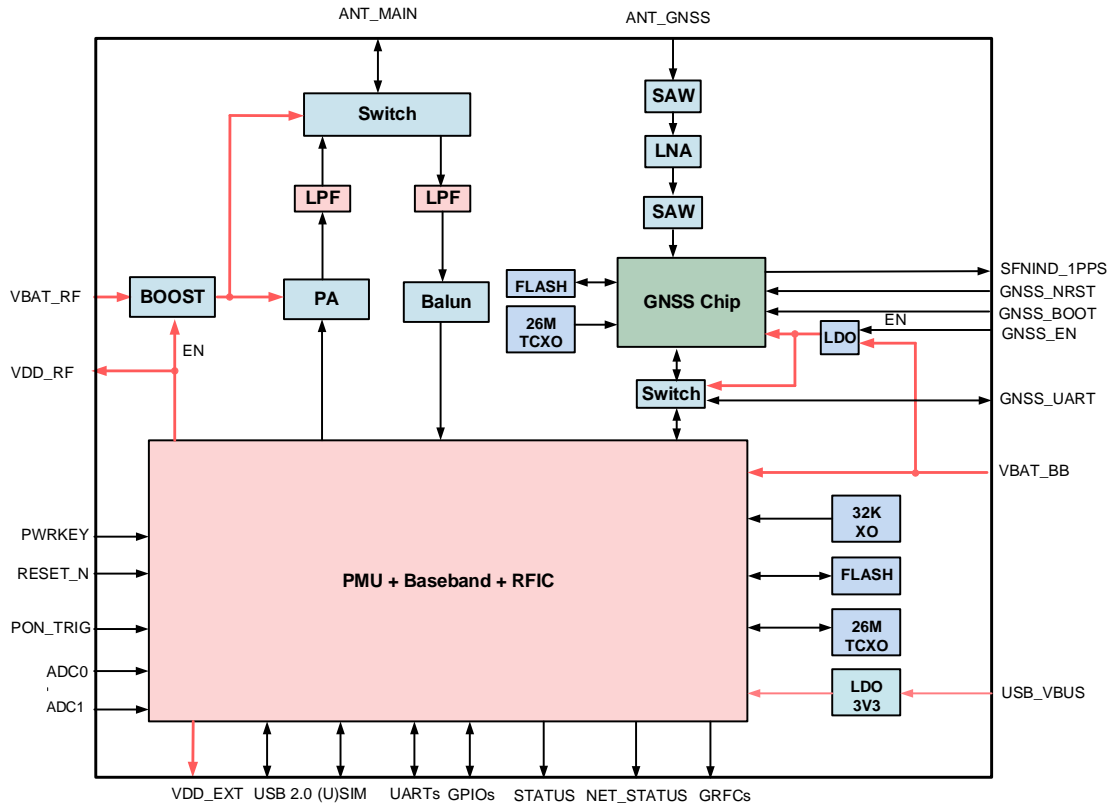 ANT_MAIN
ANT_GNSS
SAW
Switch
LNA
LPF
LPF
SAW
SFNIND_1PPS
FLASH
GNSS Chip
GNSS_NRST
VBAT_RF
BOOST
PA
Balun
GNSS_BOOT
26M
TCXO
EN
LDO
GNSS_EN
EN
VDD_RF
Switch
GNSS_UART
VBAT_BB
32K
XO
PWRKEY
RESET_N
PMU + Baseband + RFIC
FLASH
PON_TRIG
26M
TCXO
ADC0
ADC1
LDO
3V3
USB_VBUS
VDD_EXT
USB 2.0
(U)SIM
UARTs
GPIOs
STATUS
NET_STATUS
GRFCs